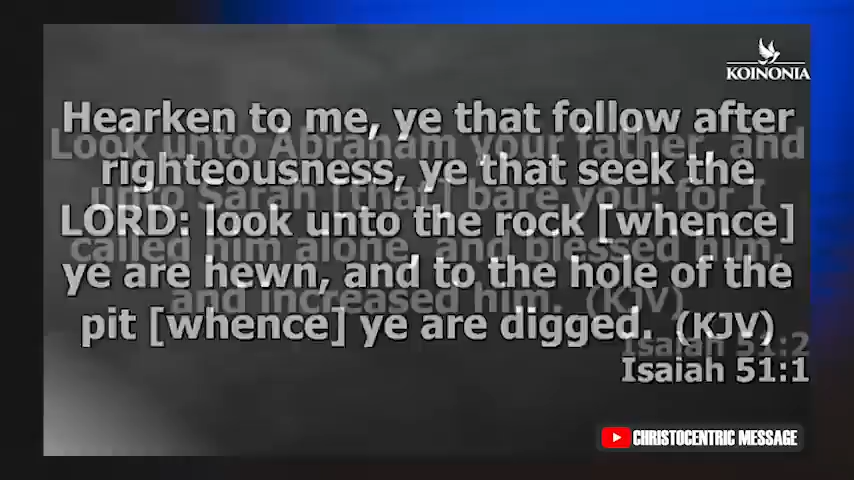 KOINONIA
Hearken to me, ye that follow after
righteousness, ye that seek the
LORD: look unto the rock [whence]
ye are hewn, and to the hole of the
pit [whence] ye are digged. (KJV)
Isaiah 51:1
Look unto Abraham your father, and
unto Sarah [that] bare you: for I
called him alone, and blessed him,
and increased him. (KJV)
Isaiah 51:2
CHRISTOCENTRIC MESSAGE